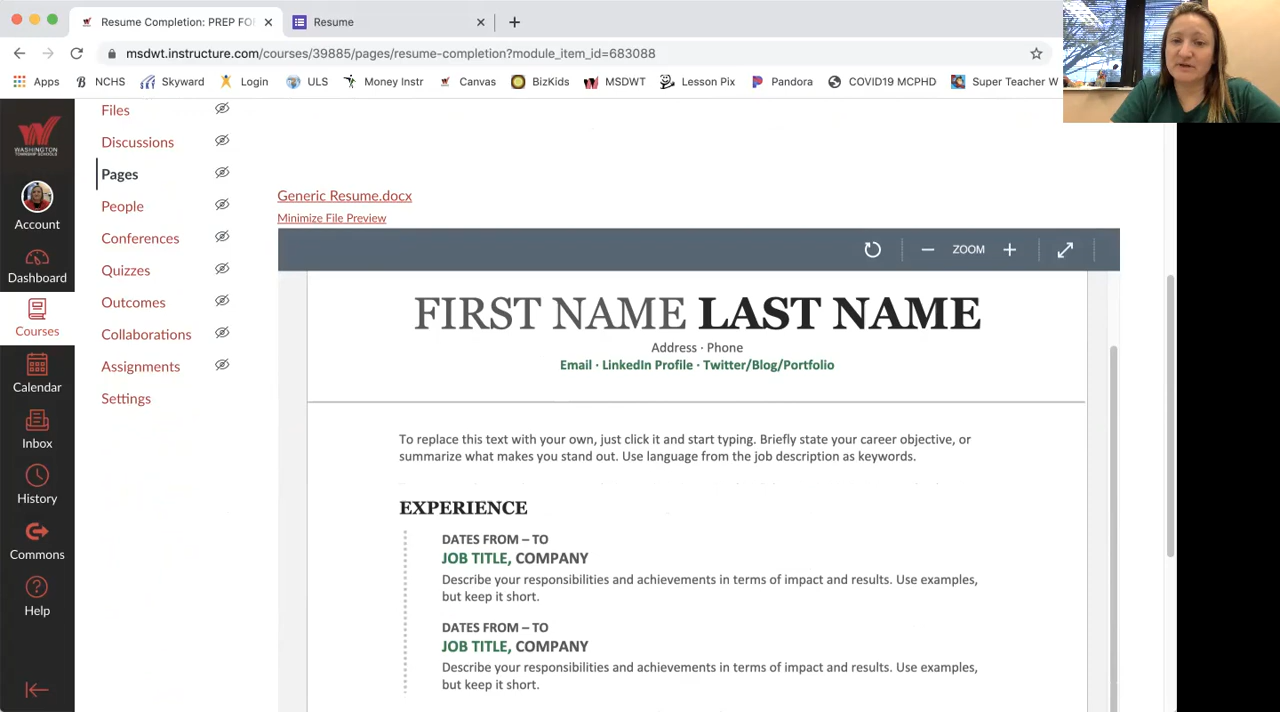 Resume Completion: PREP FOR
Resume
msdwt.instructure.com/courses/39885/pages/resume-completion?module_item_id=683088
Apps NCHS Skyward Login ULS Money Instr Canvas BizKids MSDWT Lesson Pix Pandora COVID19 MCPHD Super Teacher W
WASHINGTON
TOWNSHIP SCHOOLS
Account
Dashboard
Courses
Calendar
Inbox
History
Commons
Help
Files
Discussions
Pages
People
Conferences
Quizzes
Outcomes
Collaborations
Assignments
Settings
Generic Resume.docx
Minimize File Preview
ZOOM
FIRST NAME LAST NAME
Address · Phone
Email · LinkedIn Profile · Twitter/Blog/Portfolio
To replace this text with your own, just click it and start typing. Briefly state your career objective, or
summarize what makes you stand out. Use language from the job description as keywords.
EXPERIENCE
DATES FROM – TO
JOB TITLE, COMPANY
Describe your responsibilities and achievements in terms of impact and results. Use examples,
but keep it short.
DATES FROM – TO
JOB TITLE, COMPANY
Describe your responsibilities and achievements in terms of impact and results. Use examples,
but keep it short.